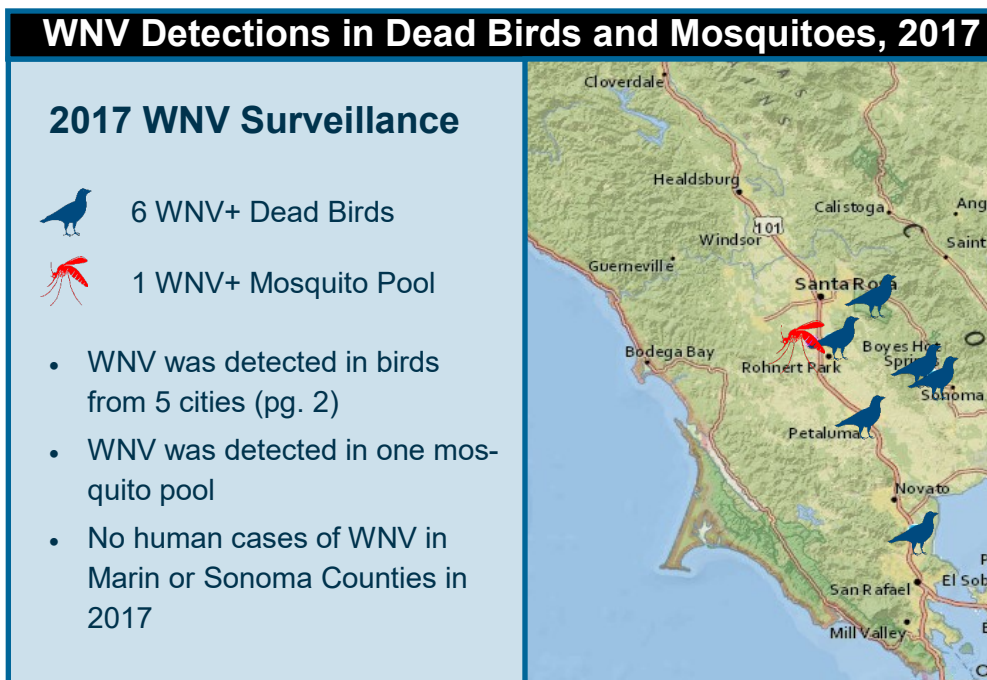 WNV Detections in Dead Birds and Mosquitoes, 2017
2017 WNV Surveillance
6 WNV+ Dead Birds
1 WNV+ Mosquito Pool
• WNV was detected in birds
from 5 cities (pg. 2)
• WNV was detected in one mos-
quito pool
• No human cases of WNV in
Marin or Sonoma Counties in
2017
Cloverdale
Healdsburg
Calistoga
Ang
101
Windsor
Saint
Guerneville
Santa Rosa
Boyes Hot
Springs
Bodega Bay
Rohnert Park
Sonoma
Petaluma
Novato
San Rafael
El Sob
Mill Valley